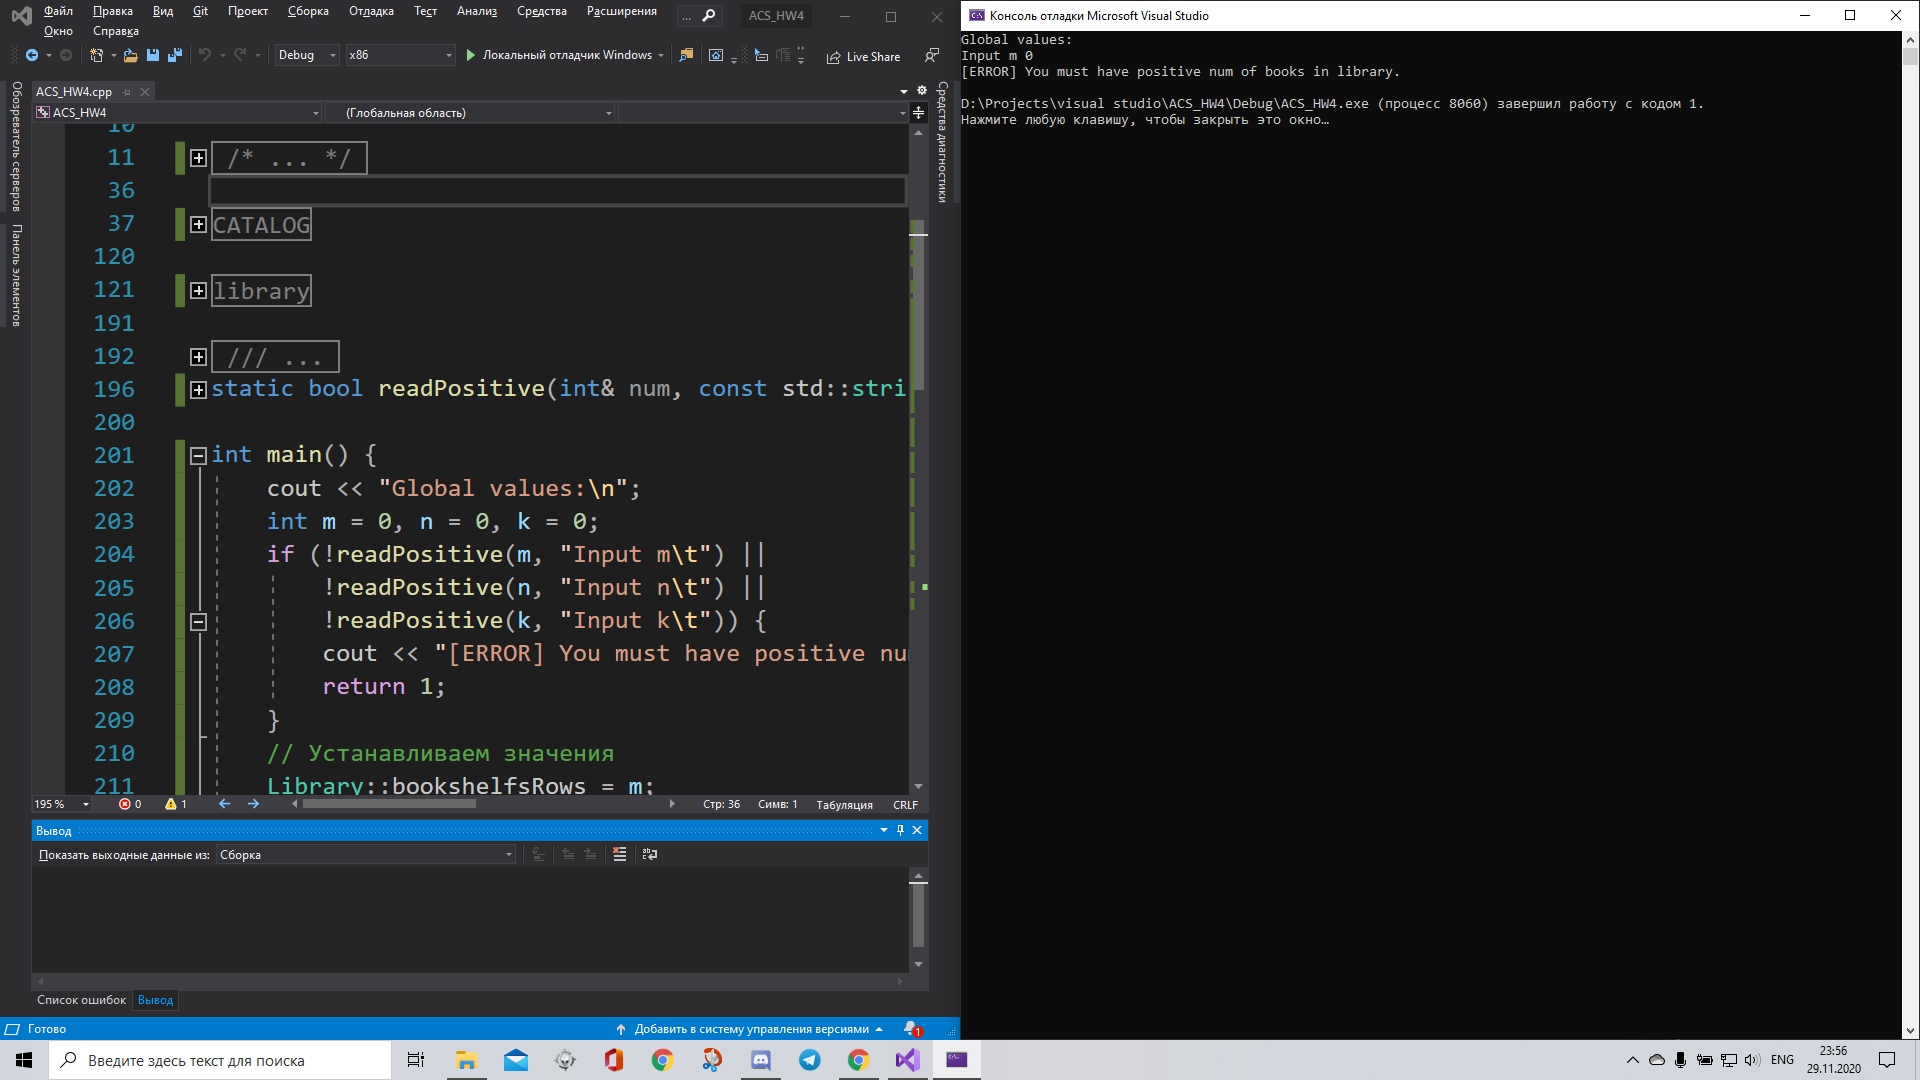 Файл Правка Вид Git Проект Сборка Отладка Тест Анализ Средства Расширения ... ACS_HW4
Окно Справка
Debug x86 Локальный отладчик Windows Live Share
Обозреватель серверов
Панель элементов
ACS_HW4.cpp
ACS_HW4 (Глобальная область)
Средства диагностики
10
11 /* ... */
36
37 CATALOG
120
121 library
191
192 /// ...
196 static bool readPositive(int& num, const std::stri
200
201 int main() {
202 cout << "Global values:\n";
203 int m = 0, n = 0, k = 0;
204 if (!readPositive(m, "Input m\t") ||
205 !readPositive(n, "Input n\t") ||
206 !readPositive(k, "Input k\t")) {
207 cout << "[ERROR] You must have positive nu
208 return 1;
209 }
210 // Устанавливаем значения
211 Library::bookshelfsRows = m;
195 % 0 1 Стр: 36 Симв: 1 Табуляция CRLF
Вывод
Показать выходные данные из: Сборка
Список ошибок Вывод
Готово Добавить в систему управления версиями 1
Консоль отладки Microsoft Visual Studio
Global values:
Input m 0
[ERROR] You must have positive num of books in library.
D:\Projects\visual studio\ACS_HW4\Debug\ACS_HW4.exe (процесс 8060) завершил работу с кодом 1.
Нажмите любую клавишу, чтобы закрыть это окно…
Введите здесь текст для поиска
ENG
23:56
29.11.2020